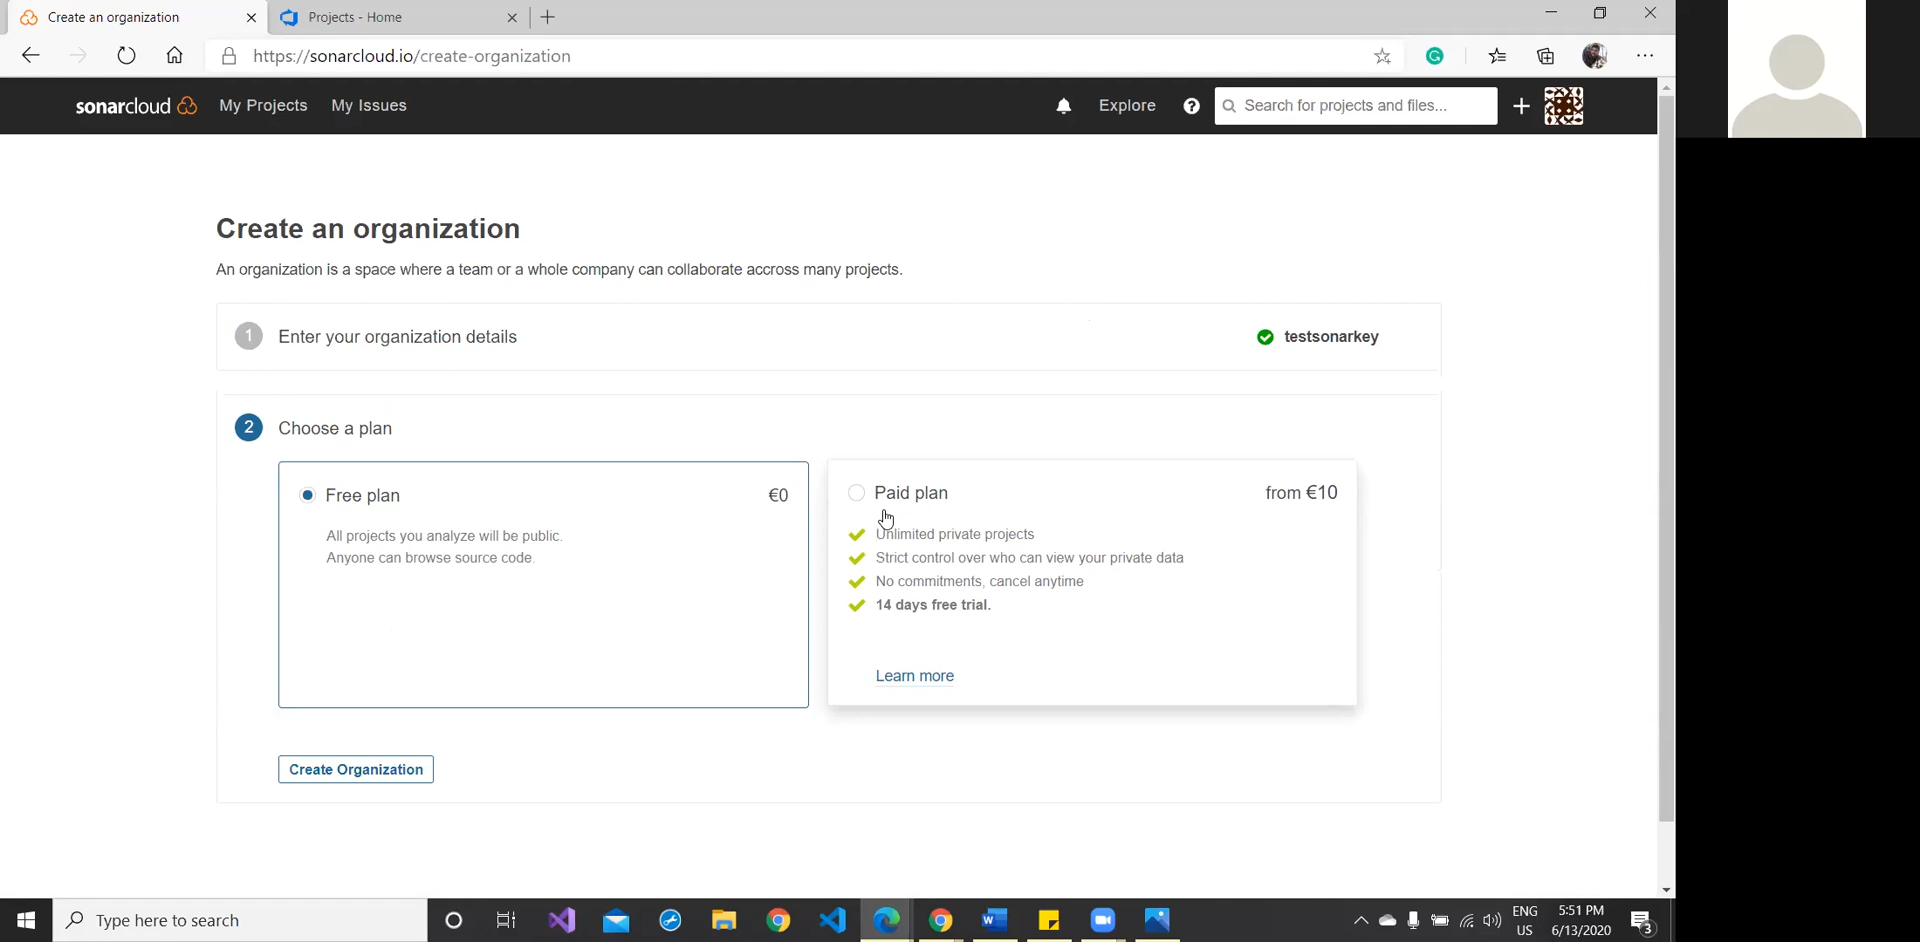 Create an organization
Projects - Home
https://sonarcloud.io/create-organization
sonarcloud
My Projects
My Issues
Explore
Search for projects and files...
Create an organization
An organization is a space where a team or a whole company can collaborate accross many projects.
1 Enter your organization details
testsonarkey
2 Choose a plan
Free plan €0
All projects you analyze will be public.
Anyone can browse source code.
Paid plan from €10
Unlimited private projects
Strict control over who can view your private data
No commitments, cancel anytime
14 days free trial.
Learn more
Create Organization
Type here to search
ENG
US
5:51 PM
6/13/2020
3